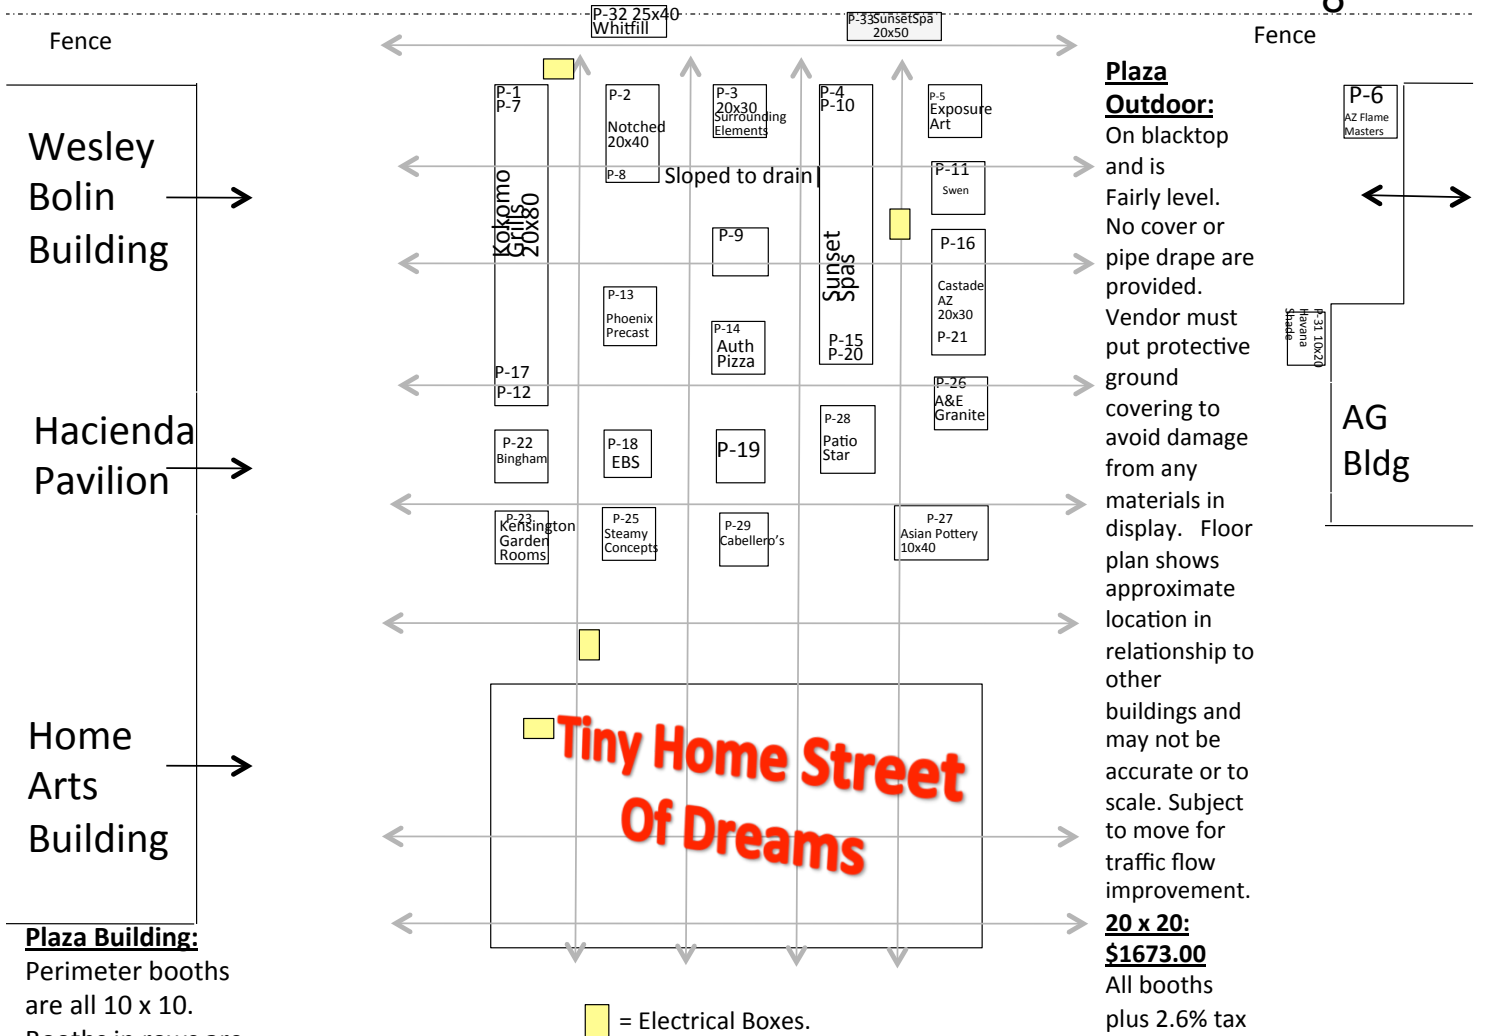 P-32 25x40
Whitfill
P-33SunsetSpa
20x50
Fence
Fence
Wesley
Bolin
Building
Hacienda
Pavilion
Home
Arts
Building
Plaza Building:
Perimeter booths
are all 10 x 10.
P-1
P-7
Kokomo
Grills
20x80
P-17
P-12
P-2
Notched
20x40
P-8
P-3
20x30
Surrounding
Elements
P-4
P-10
Sunset
Spas
P-15
P-20
P-5
Exposure
Art
Sloped to drain
P-11
Swen
P-9
P-16
Castade
AZ
20x30
P-21
P-13
Phoenix
Precast
P-14
Auth
Pizza
P-26
A&E
Granite
P-22
Bingham
P-18
EBS
P-19
P-28
Patio
Star
P-23
Kensington
Garden
Rooms
P-25
Steamy
Concepts
P-29
Cabellero's
P-27
Asian Pottery
10x40
Tiny Home Street
Of Dreams
= Electrical Boxes.
Plaza
Outdoor:
On blacktop
and is
Fairly level.
No cover or
pipe drape are
provided.
Vendor must
put protective
ground
covering to
avoid damage
from any
materials in
display. Floor
plan shows
approximate
location in
relationship to
other
buildings and
may not be
accurate or to
scale. Subject
to move for
traffic flow
improvement.
20 x 20:
$1673.00
All booths
plus 2.6% tax
P-6
AZ Flame
Masters
P-31 10x20
Havana
Shade
AG
Bldg